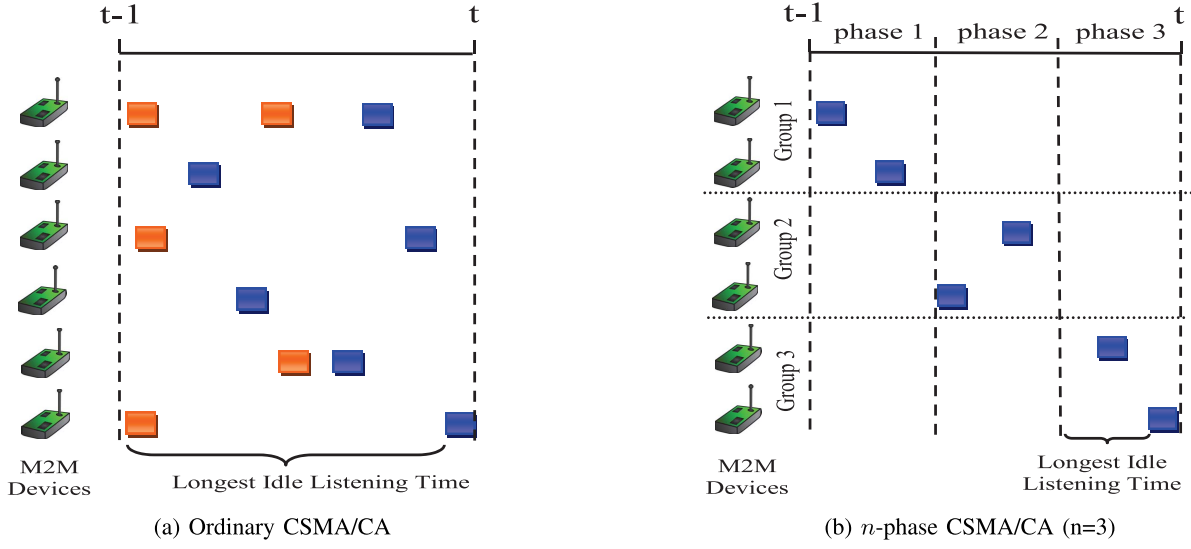 t-1
t
M2M
Devices
Longest Idle Listening Time
(a) Ordinary CSMA/CA
t-1
t
phase 1
phase 2
phase 3
Group 1
Group 2
Group 3
M2M
Devices
Longest Idle
Listening Time
(b) n-phase CSMA/CA (n=3)